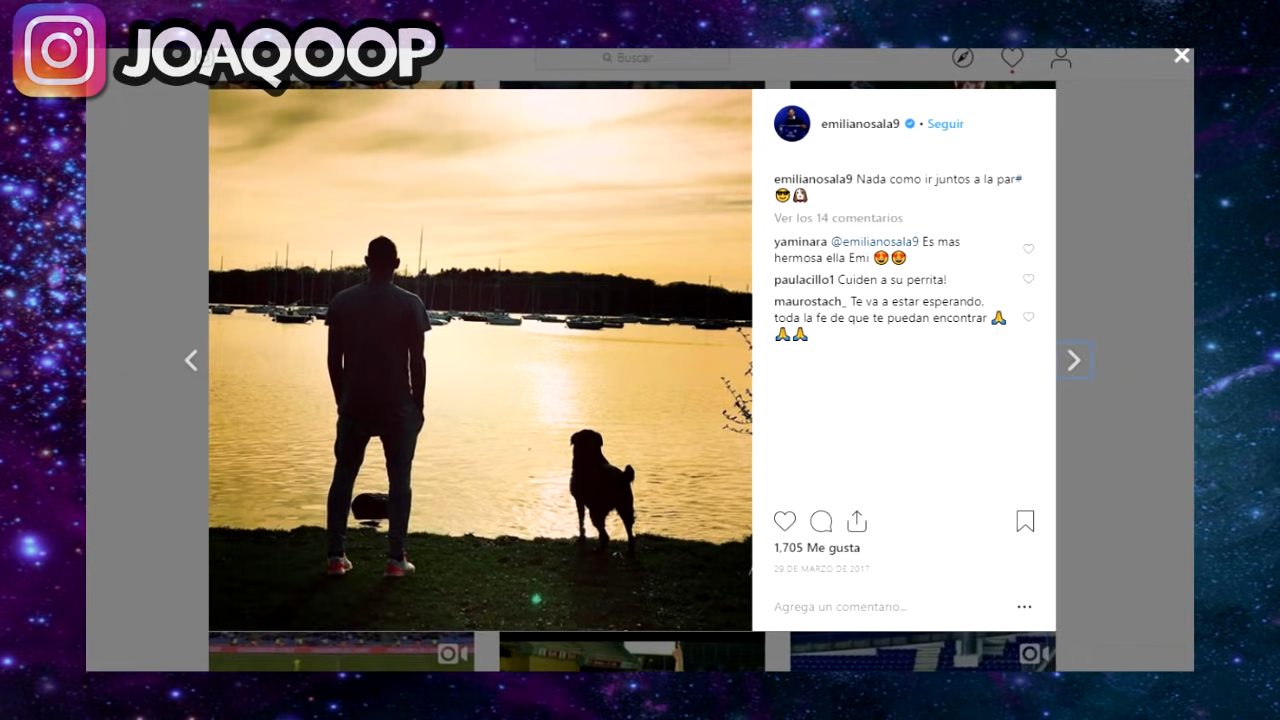 JOAQOOP
Buscar
emilianosala9 • Seguir
emilianosala9 Nada como ir juntos a la par#
😎🐶
Ver los 14 comentarios
yaminara @emilianosala9 Es mas
hermosa ella Emi 😍😍
paulacillo1 Cuiden a su perrita!
maurostach_ Te va a estar esperando,
toda la fe de que te puedan encontrar 🙏
🙏🙏
1,705 Me gusta
29 DE MARZO DE 2017
Agrega un comentario...